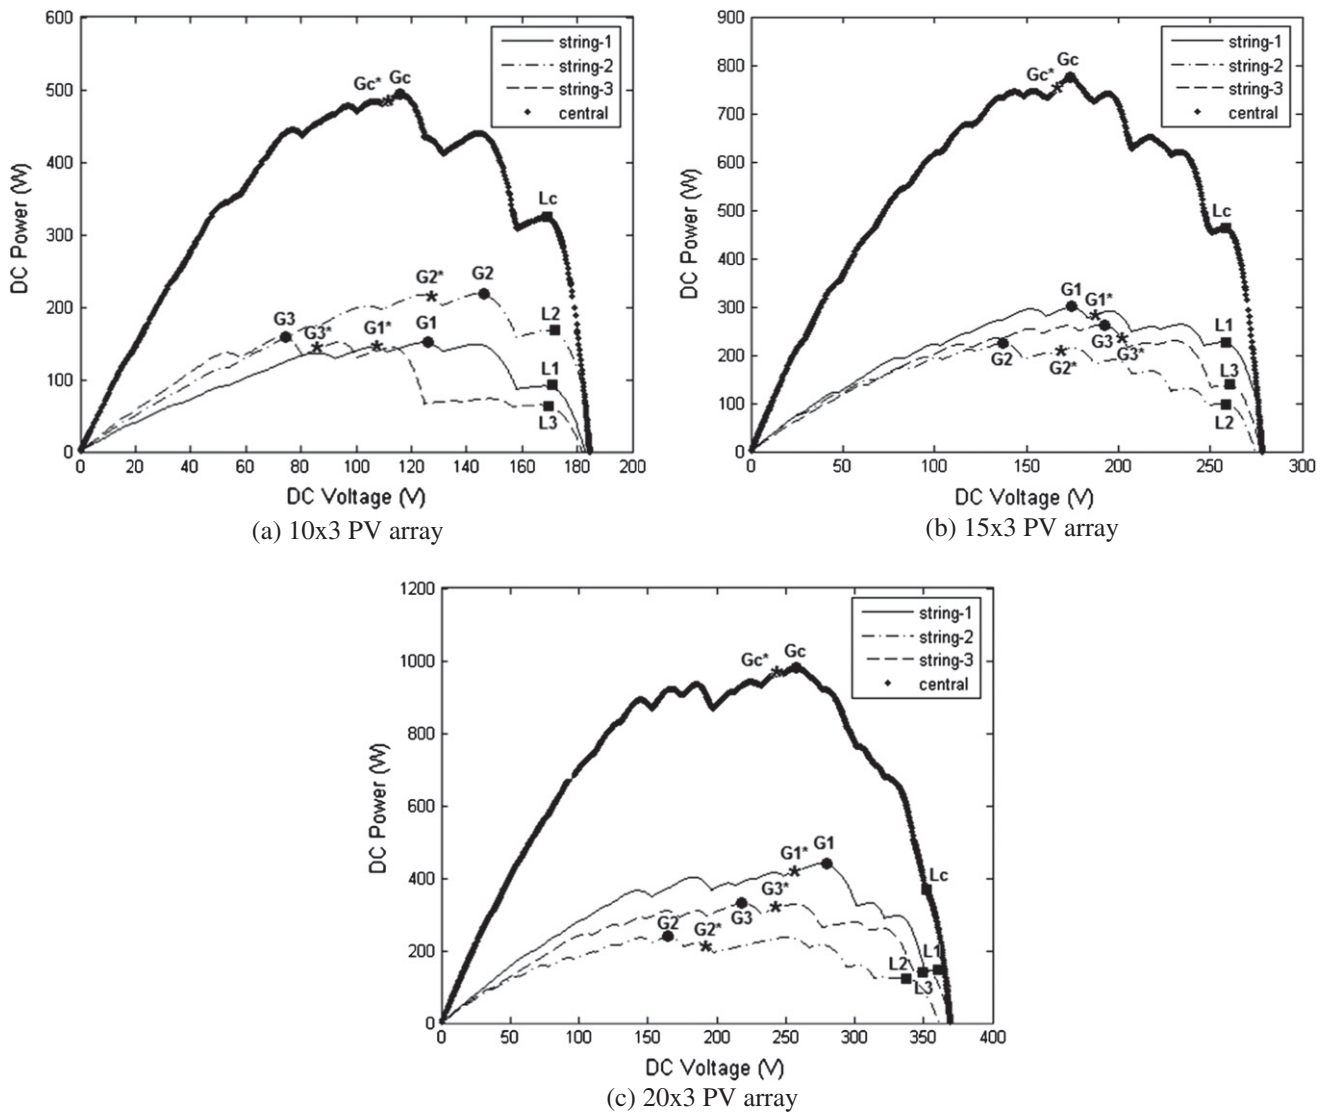 600
500
400
300
200
100
0
0 20 40 60 80 100 120 140 160 180 200
DC Power (W)
DC Voltage (V)
string-1
string-2
string-3
central
Gc* Gc
Lc
G2* G2
L2
G3 G3* G1* G1
L1
L3
(a) 10x3 PV array
900
800
700
600
500
400
300
200
100
0
0 50 100 150 200 250 300
DC Power (W)
DC Voltage (V)
string-1
string-2
string-3
central
Gc* Gc
Lc
G1
G1*
G2 G2* G3 G3*
L1
L3
L2
(b) 15x3 PV array
1200
1000
800
600
400
200
0
0 50 100 150 200 250 300 350 400
DC Power (W)
DC Voltage (V)
string-1
string-2
string-3
central
Gc* Gc
Lc
G1* G1
G3*
G2 G2* G3
L1
L2
L3
(c) 20x3 PV array